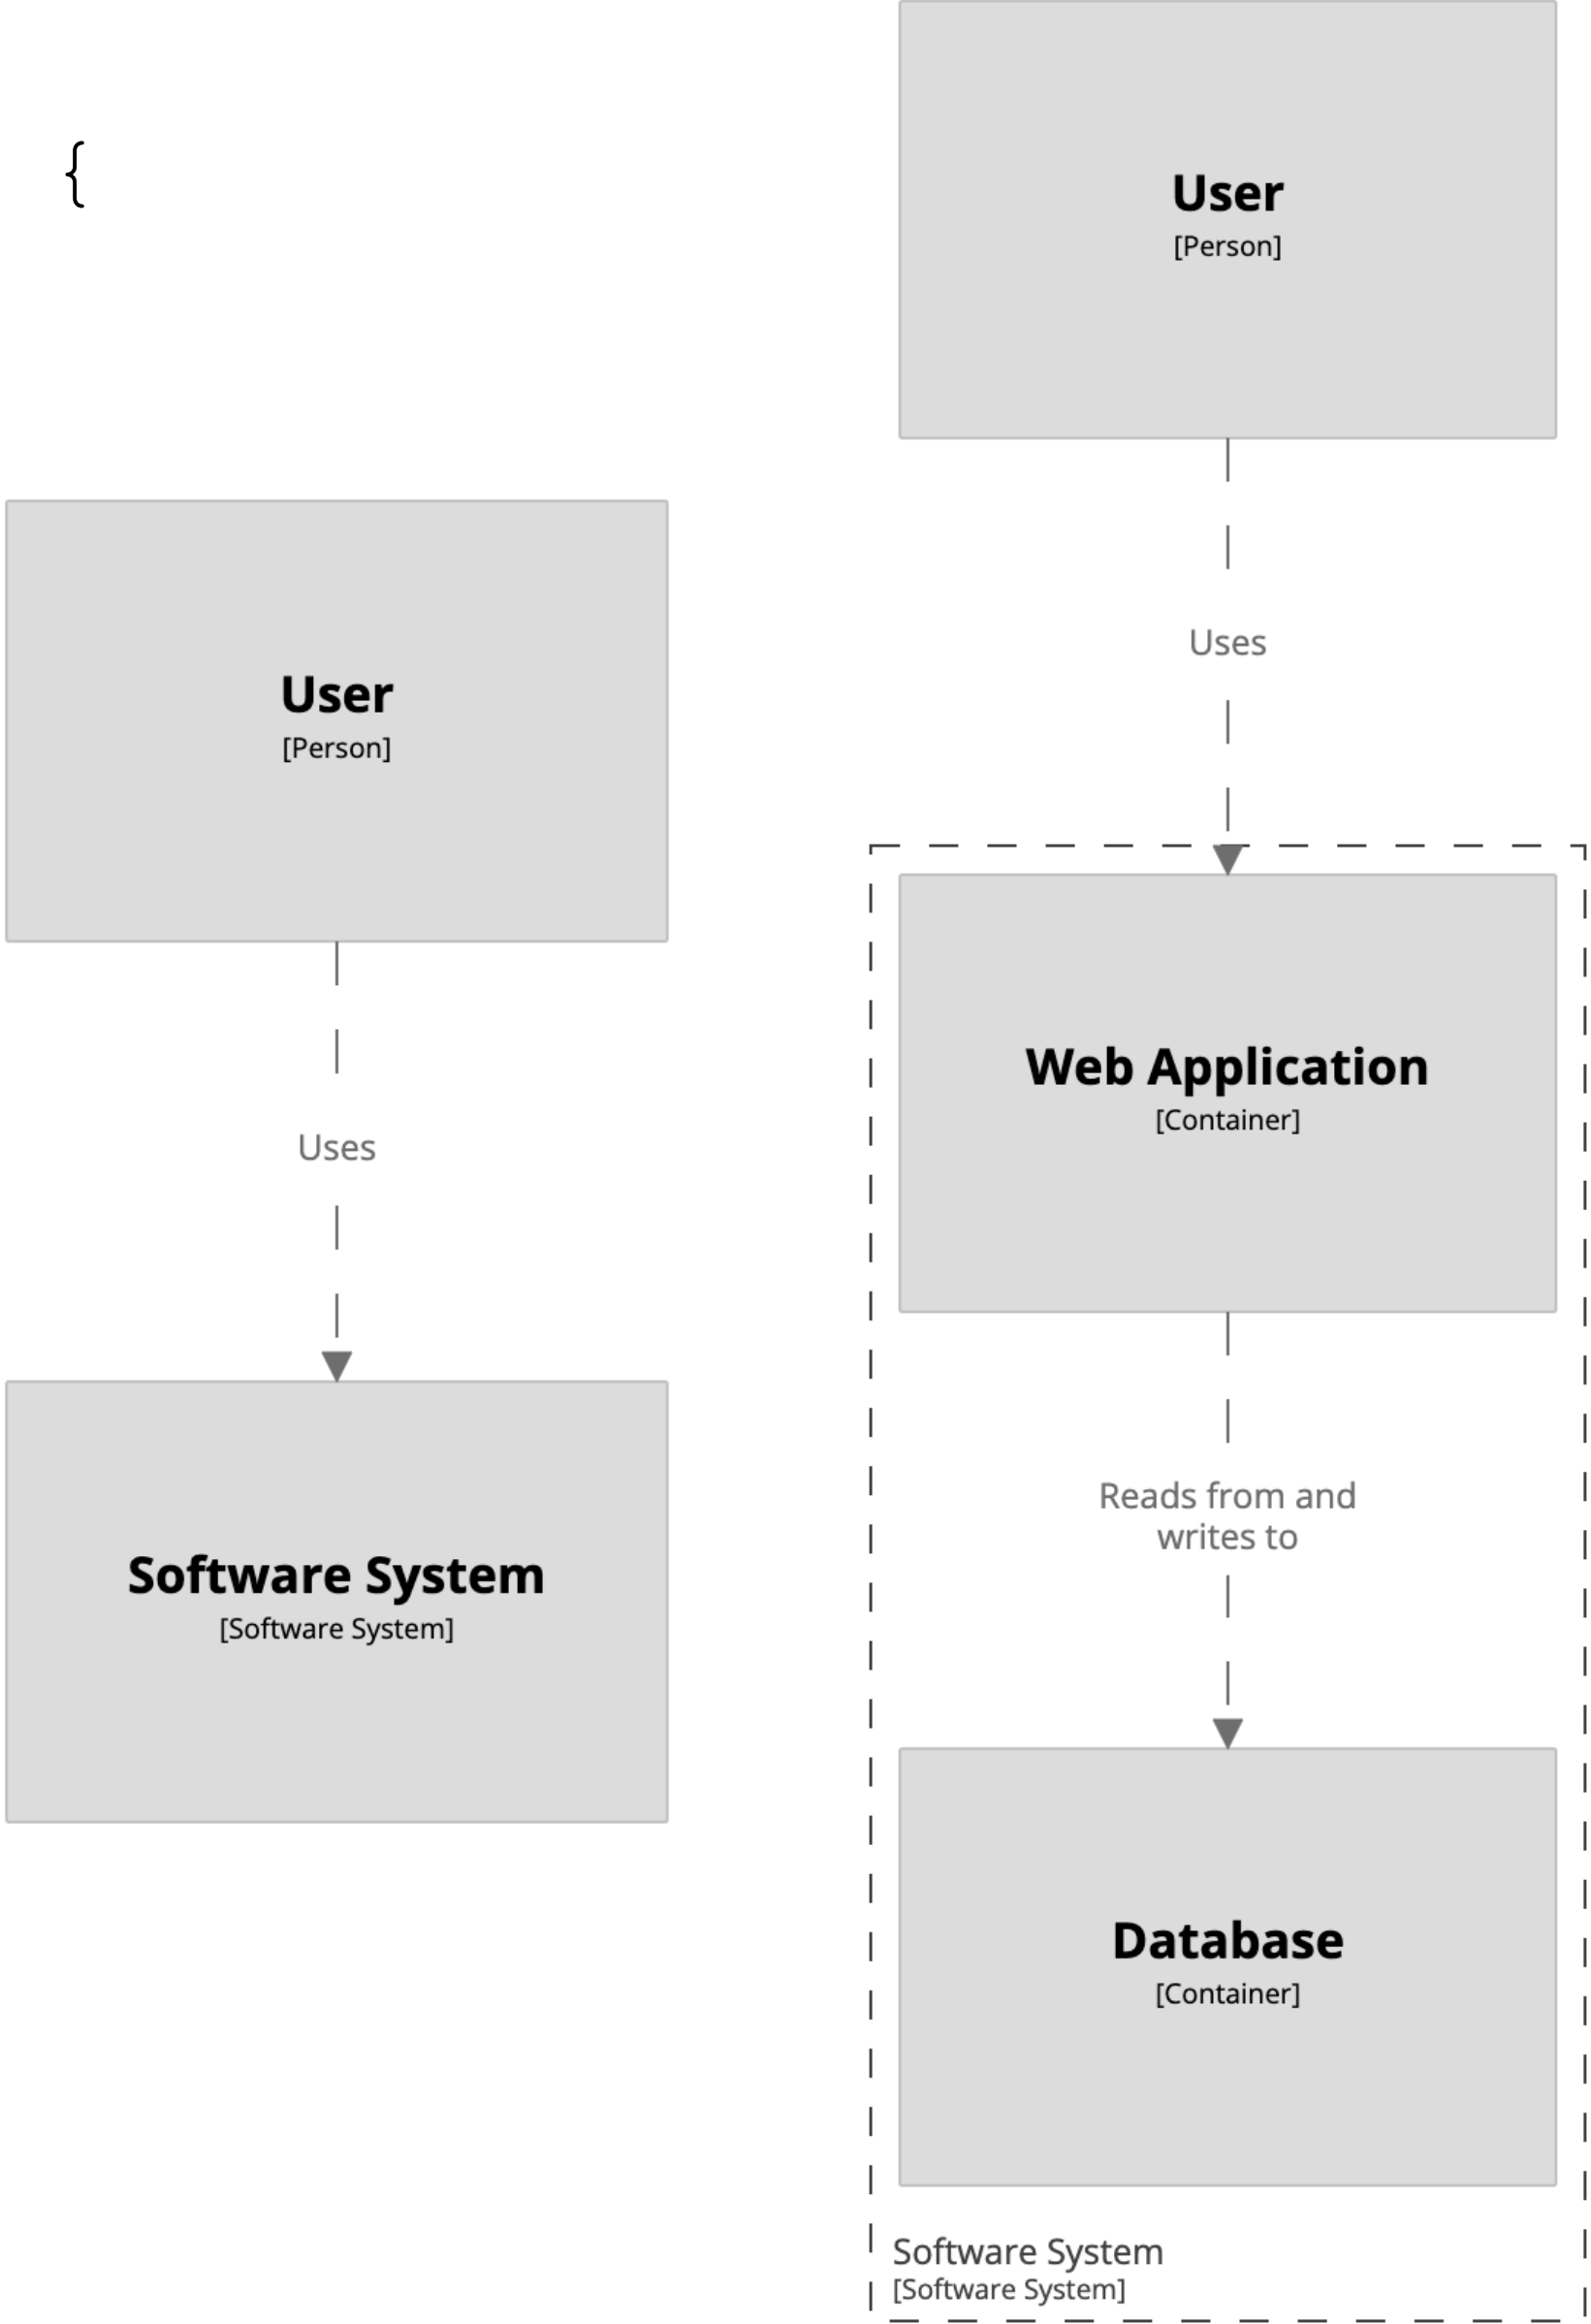 {
User
[Person]
Uses
Software System
[Software System]
User
[Person]
Uses
Web Application
[Container]
Reads from and
writes to
Database
[Container]
Software System
[Software System]